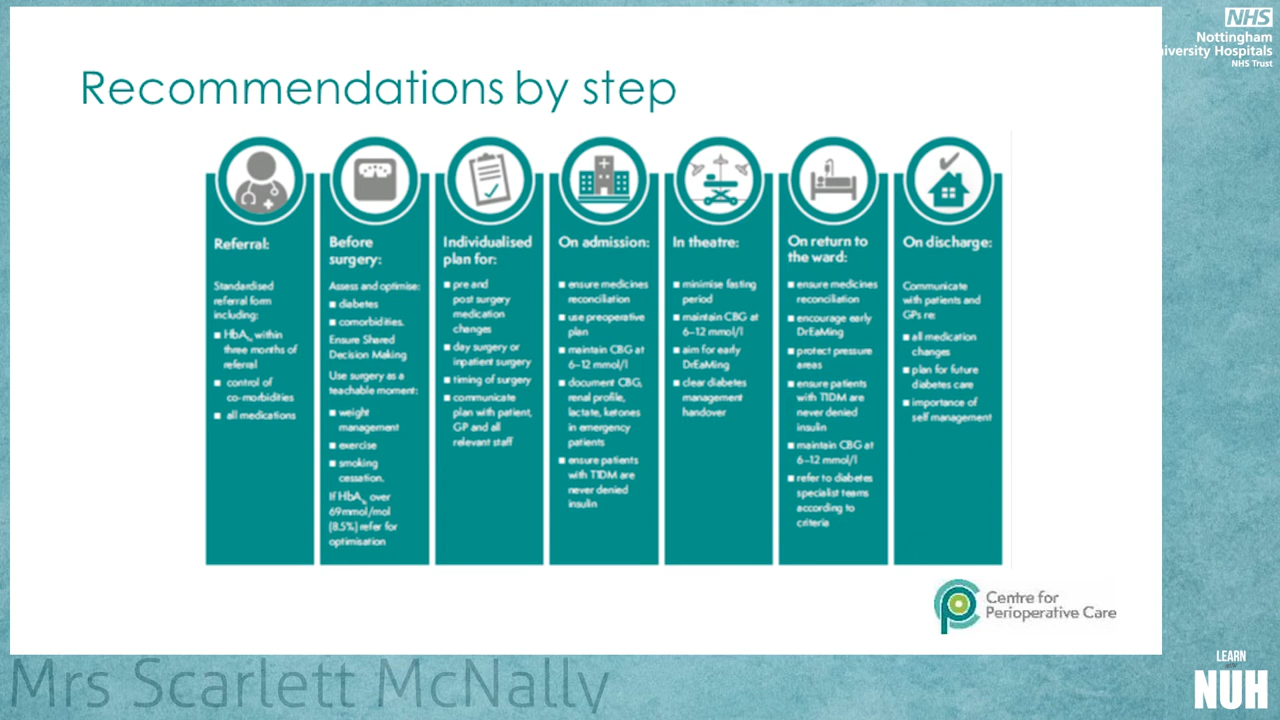 NHS
Nottingham
University Hospitals
NHS Trust
Recommendations by step
Referral:
Standardised
referral form
including:
■ HbA1c within
three months of
referral
■ control of
co-morbidities
■ all medications
Before
surgery:
Assess and optimise:
■ diabetes
■ comorbidities.
Ensure Shared
Decision Making
Use surgery as a
teachable moment:
■ weight
management
■ exercise
■ smoking
cessation.
If HbA1c over
69mmol/mol
(8.5%) refer for
optimisation
Individualised
plan for:
■ pre and
post surgery
medication
changes
■ day surgery or
inpatient surgery
■ timing of surgery
■ communicate
plan with patient,
GP and all
relevant staff
On admission:
■ ensure medicines
reconciliation
■ use preoperative
plan
■ maintain CBG at
6–12 mmol/l
■ document CBG,
renal profile,
lactate, ketones
in emergency
patients
■ ensure patients
with T1DM are
never denied
insulin
In theatre:
■ minimise fasting
period
■ maintain CBG at
6–12 mmol/l
■ aim for early
DrEaMing
■ clear diabetes
management
handover
On return to
the ward:
■ ensure medicines
reconciliation
■ encourage early
DrEaMing
■ protect pressure
areas
■ ensure patients
with T1DM are
never denied
insulin
■ maintain CBG at
6–12 mmol/l
■ refer to diabetes
specialist teams
according to
criteria
On discharge:
Communicate
with patients and
GPs re:
■ all medication
changes
■ plan for future
diabetes care
■ importance of
self management
Centre for
Perioperative Care
Mrs Scarlett McNally
LEARN
NUH